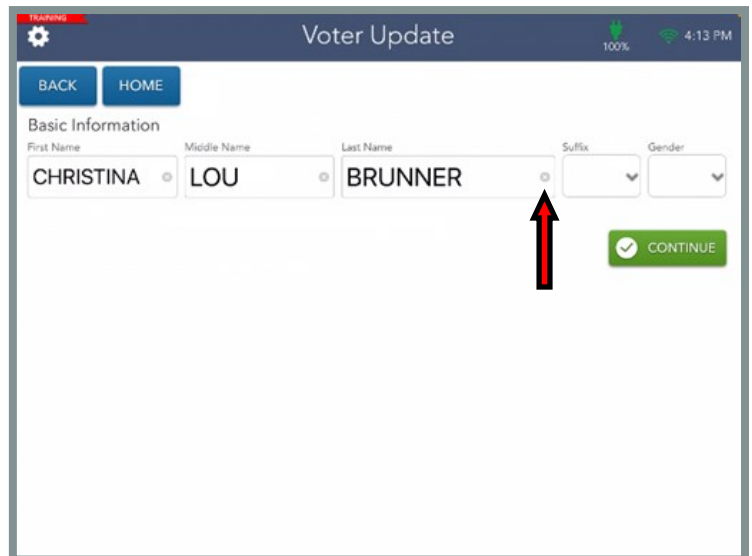 TRAINING
Voter Update
100%
4:13 PM
BACK HOME
Basic Information
First Name Middle Name Last Name Suffix Gender
CHRISTINA LOU BRUNNER
CONTINUE